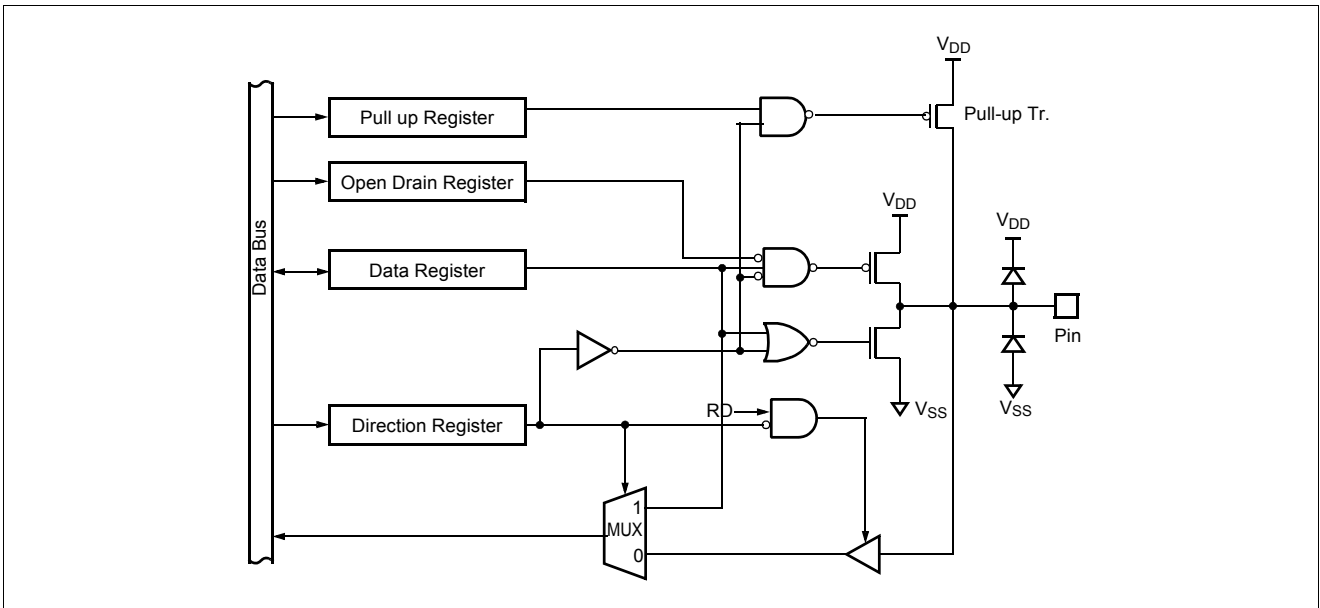 VDD
Pull up Register
Pull-up Tr.
Open Drain Register
VDD
VDD
Data Bus
Data Register
Pin
Direction Register
RD
VSS
VSS
1
MUX
0